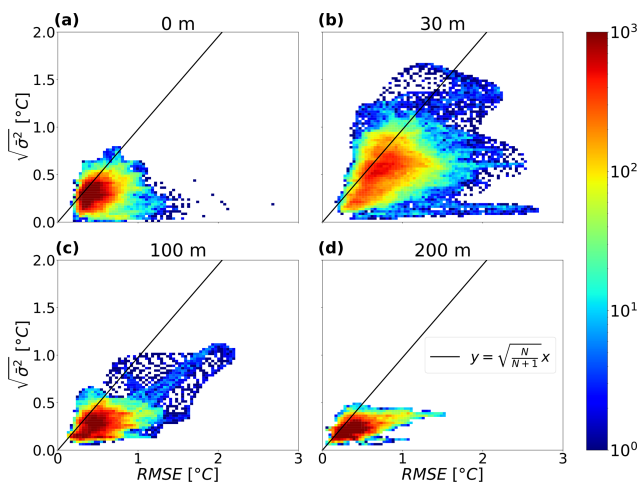 (a) 0 m
(b) 30 m
2.0
1.5
1.0
0.5
0.0
√σ̄² [°C]
10³
10²
10¹
10⁰
(c) 100 m
(d) 200 m
2.0
1.5
1.0
0.5
0.0
√σ̄² [°C]
y = √(N/(N+1)) x
0 1 2 3
0 1 2 3
RMSE [°C]
RMSE [°C]